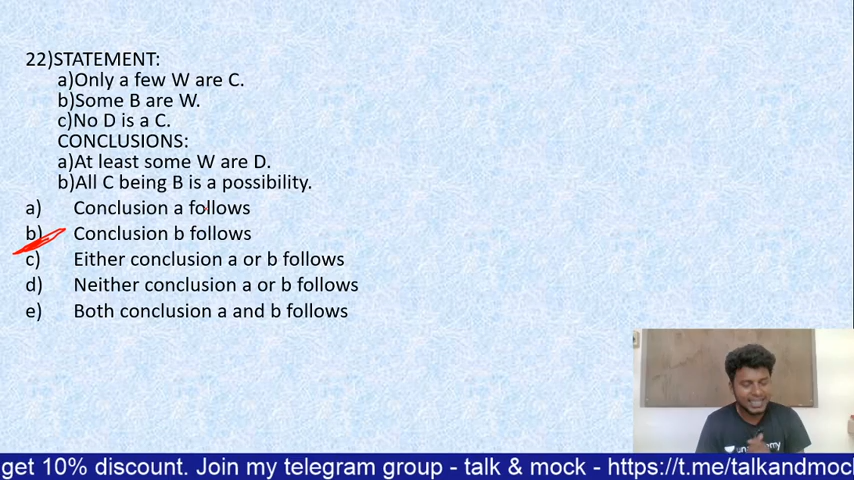 22)STATEMENT:
a)Only a few W are C.
b)Some B are W.
c)No D is a C.
CONCLUSIONS:
a)At least some W are D.
b)All C being B is a possibility.
a) Conclusion a follows
b) Conclusion b follows
c) Either conclusion a or b follows
d) Neither conclusion a or b follows
e) Both conclusion a and b follows
get 10% discount. Join my telegram group - talk & mock - https://t.me/talkandmoc